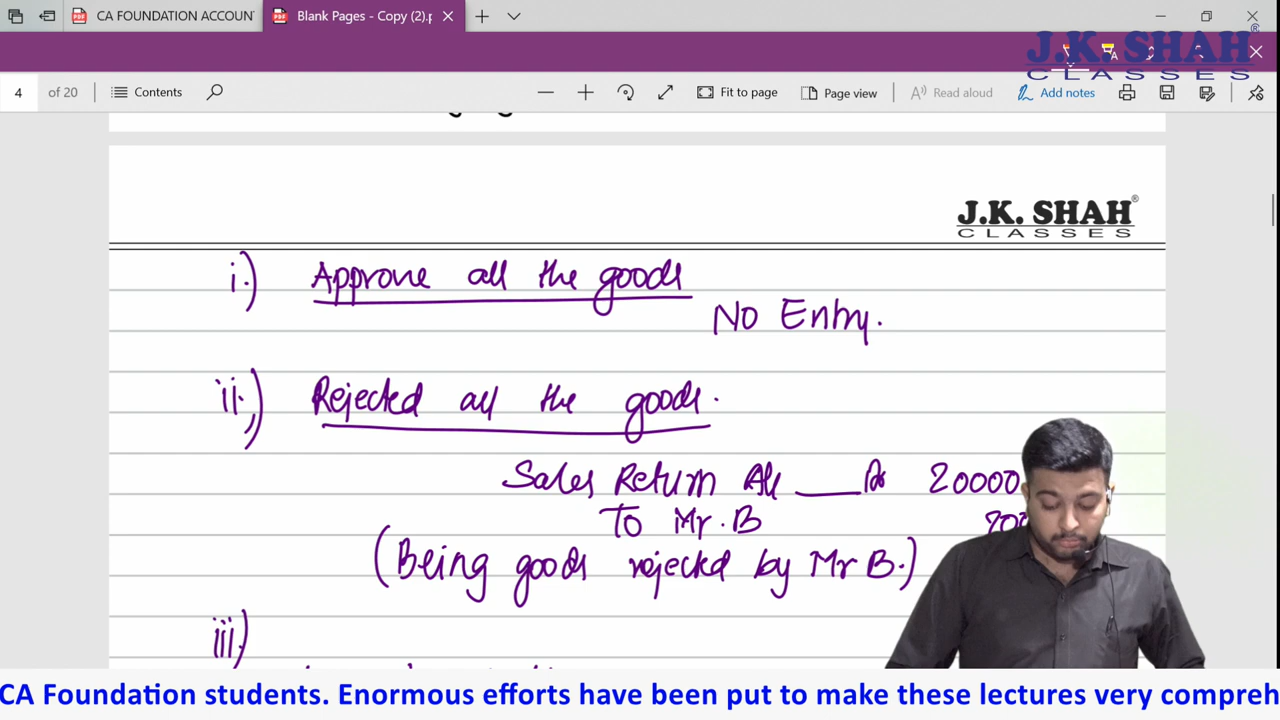 CA FOUNDATION ACCOUN
Blank Pages - Copy (2).p
J.K. SHAH®
CLASSES
4 of 20 Contents Fit to page Page view Read aloud Add notes
J.K. SHAH®
CLASSES
i.) Approve all the goods
No Entry.
ii.) Rejected all the goods.
Sales Return A/c ___ Dr 20000
To Mr. B 200
(Being goods rejected by Mr B.)
iii.)
CA Foundation students. Enormous efforts have been put to make these lectures very compreh